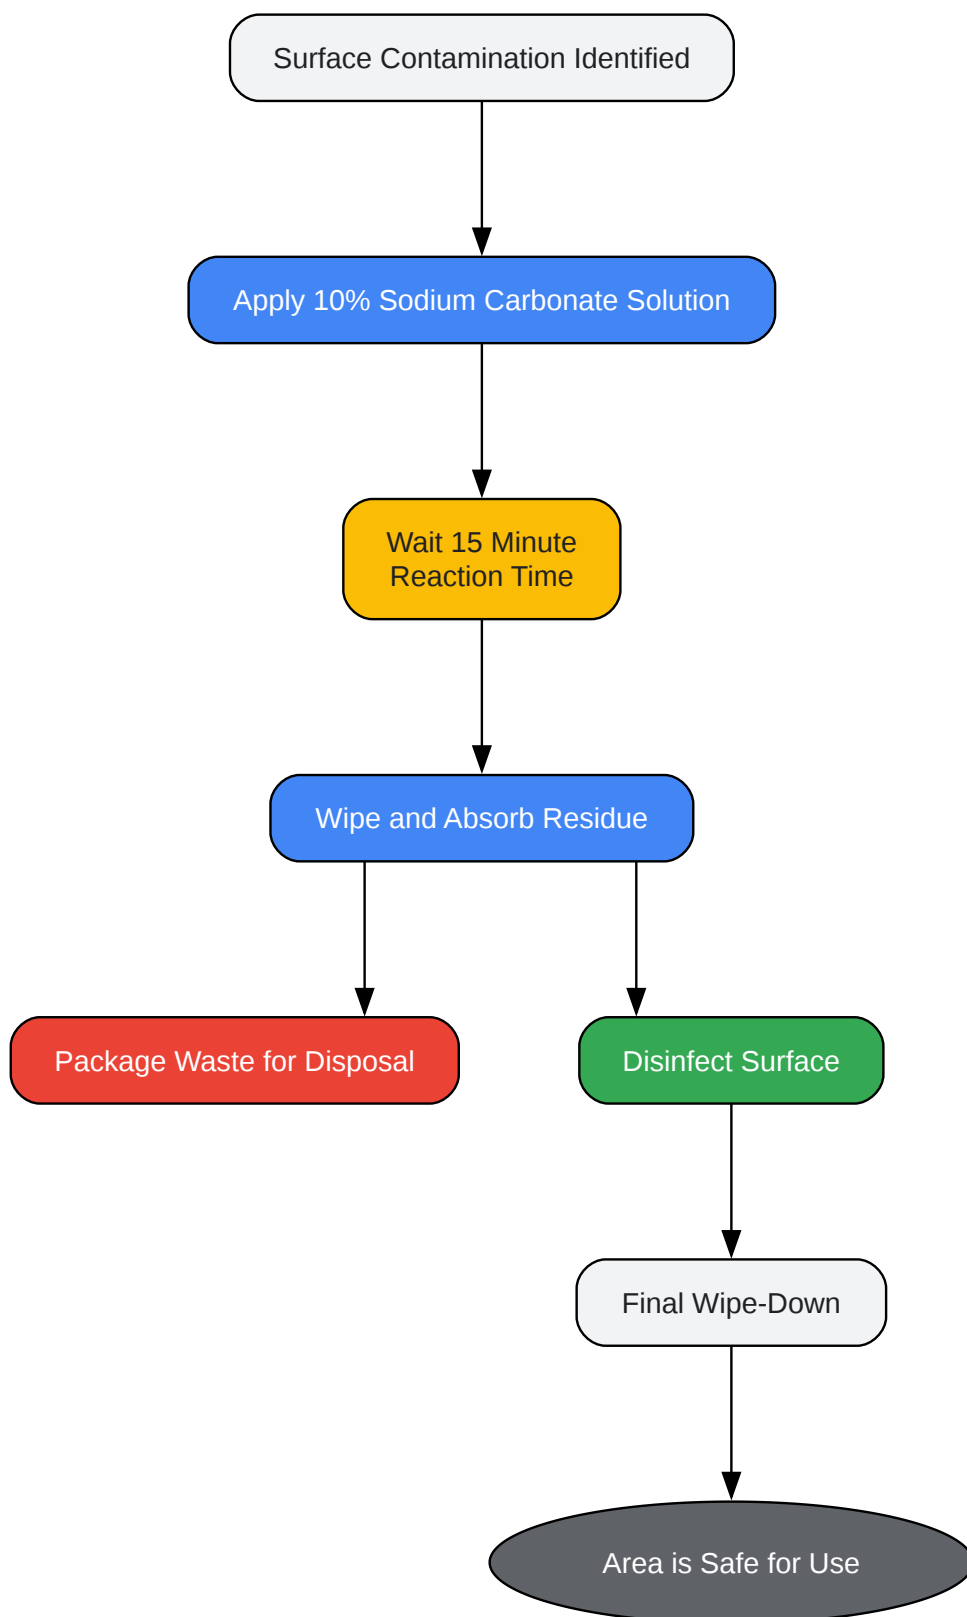 Surface Contamination Identified
Apply 10% Sodium Carbonate Solution
Wait 15 Minute
Reaction Time
Wipe and Absorb Residue
Package Waste for Disposal
Disinfect Surface
Final Wipe-Down
Area is Safe for Use